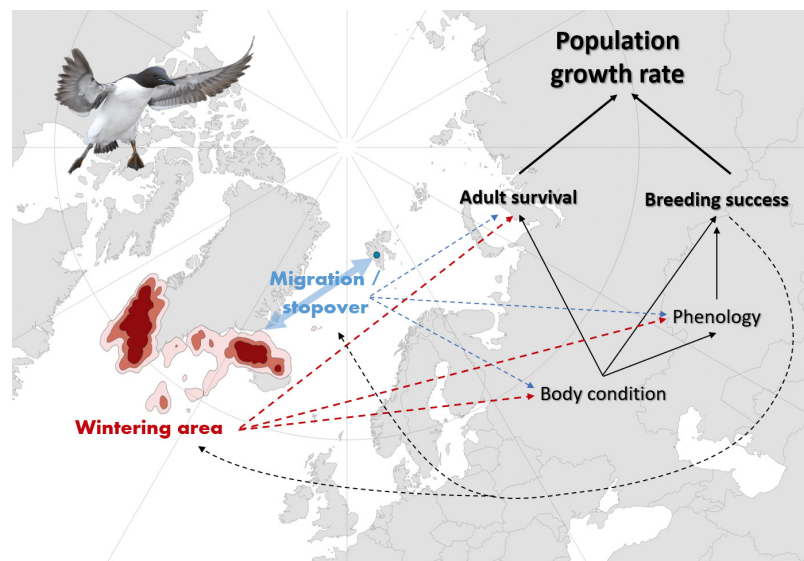 Population
growth rate
Adult survival
Breeding success
Migration /
stopover
Phenology
Body condition
Wintering area